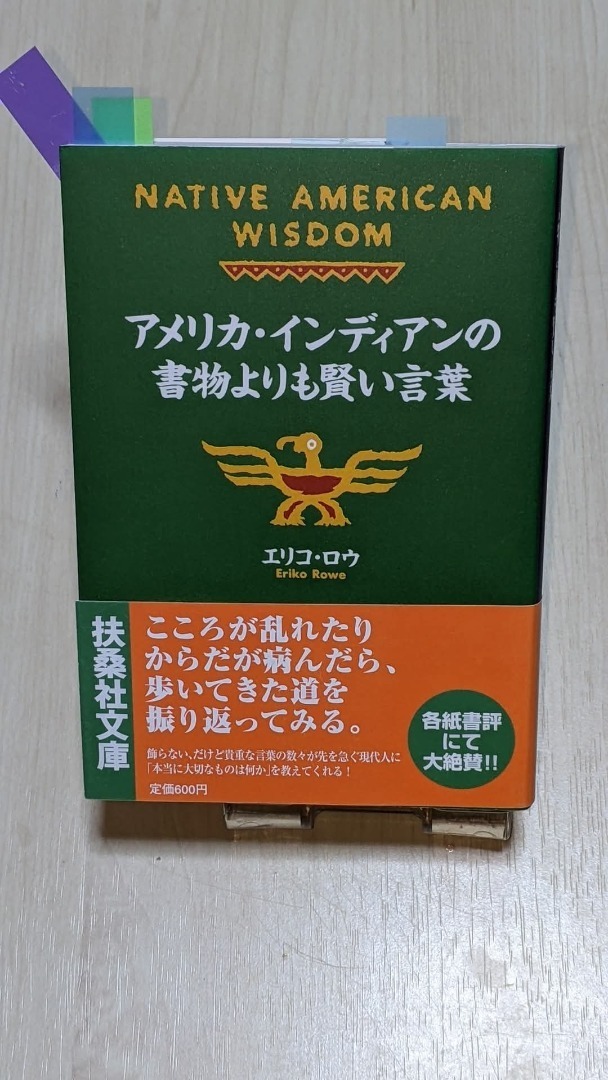 NATIVE AMERICAN
WISDOM
アメリカ・インディアンの
書物よりも賢い言葉
エリコ・ロウ
Eriko Rowe
扶桑社文庫
こころが乱れたり
からだが病んだら、
歩いてきた道を
振り返ってみる。
飾らない、だけど貴重な言葉の数々が先を急ぐ現代人に
「本当に大切なものは何か」を教えてくれる!
定価600円
各紙書評
にて
大絶賛!!